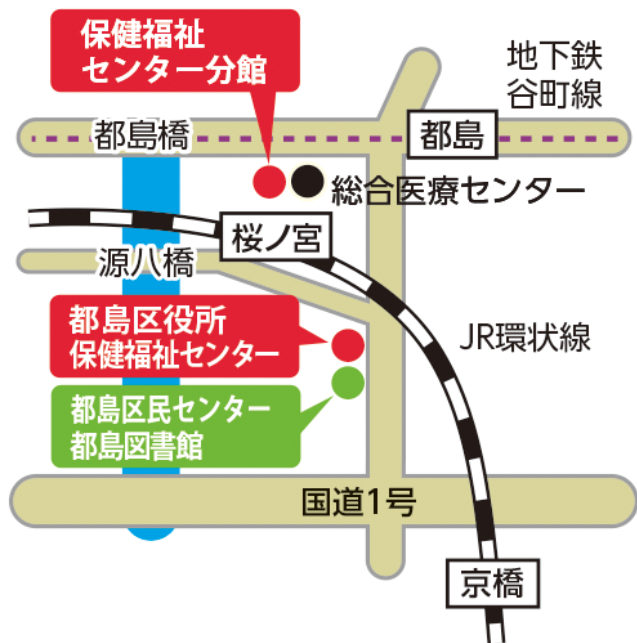 保健福祉
センター分館
地下鉄
谷町線
都島橋
都島
総合医療センター
桜ノ宮
源八橋
都島区役所
保健福祉センター
JR環状線
都島区民センター
都島図書館
国道1号
京橋